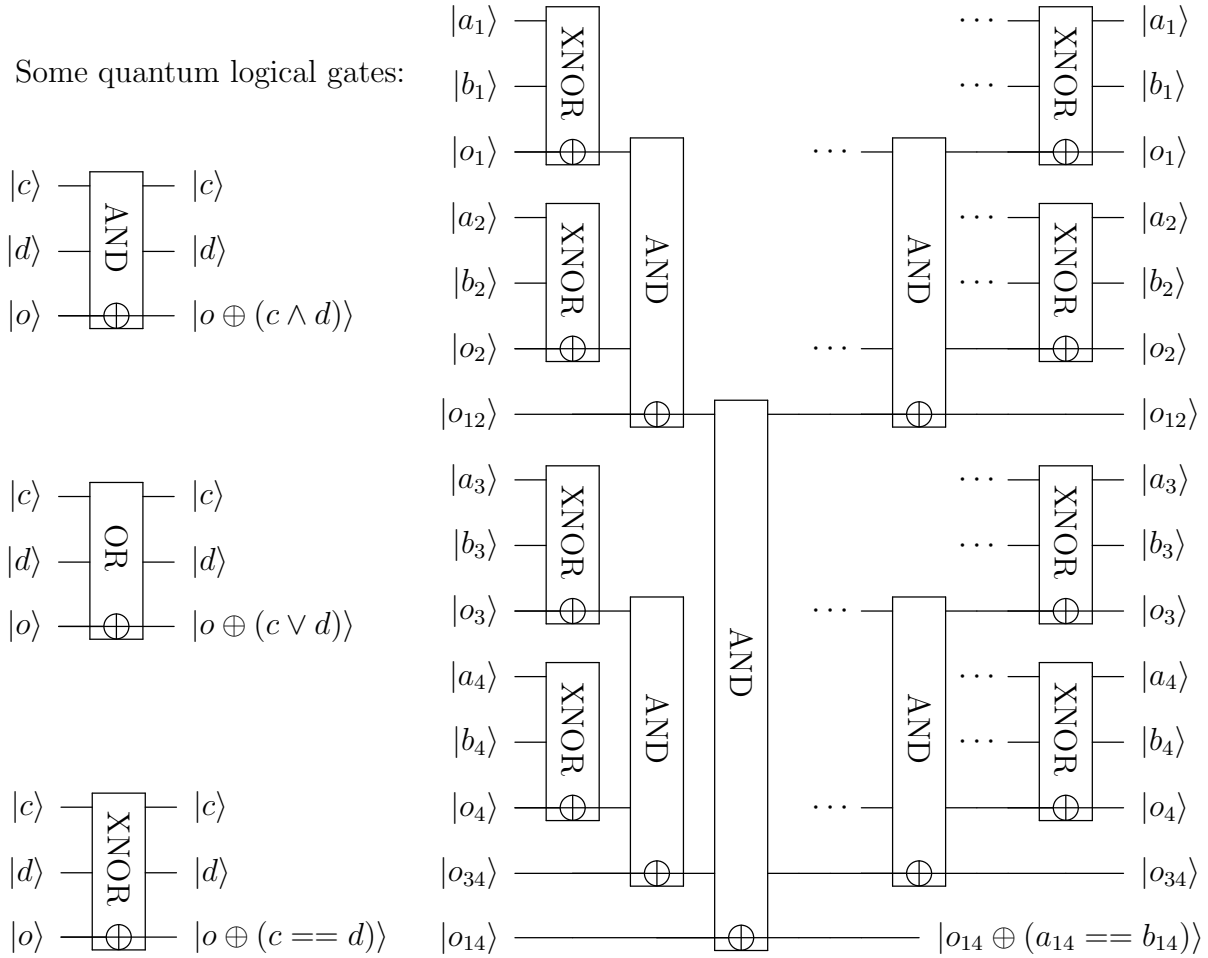 Some quantum logical gates:
|c⟩ |c⟩
AND
|d⟩ |d⟩
|o⟩ |o ⊕ (c ∧ d)⟩
|c⟩ |c⟩
OR
|d⟩ |d⟩
|o⟩ |o ⊕ (c ∨ d)⟩
|c⟩ |c⟩
XNOR
|d⟩ |d⟩
|o⟩ |o ⊕ (c == d)⟩
|a₁⟩ ··· |a₁⟩
XNOR XNOR
|b₁⟩ ··· |b₁⟩
|o₁⟩ ··· |o₁⟩
|a₂⟩ ··· |a₂⟩
XNOR AND AND XNOR
|b₂⟩ ··· |b₂⟩
|o₂⟩ ··· |o₂⟩
|o₁₂⟩ |o₁₂⟩
|a₃⟩ ··· |a₃⟩
XNOR XNOR
|b₃⟩ ··· |b₃⟩
|o₃⟩ ··· |o₃⟩
AND
|a₄⟩ ··· |a₄⟩
XNOR AND AND XNOR
|b₄⟩ ··· |b₄⟩
|o₄⟩ ··· |o₄⟩
|o₃₄⟩ |o₃₄⟩
|o₁₄⟩ |o₁₄ ⊕ (a₁₄ == b₁₄)⟩